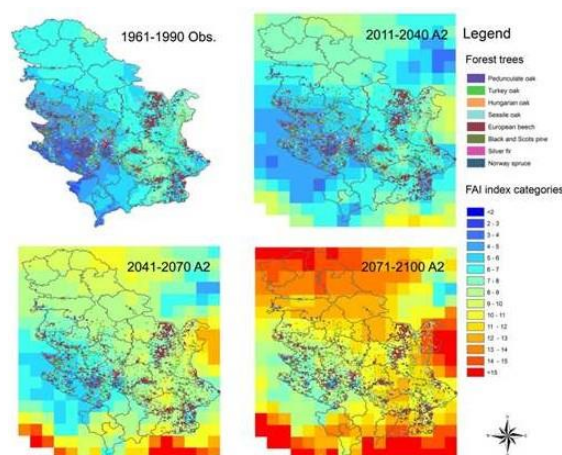 1961-1990 Obs.
2011-2040 A2
Legend
Forest trees
Pedunculate oak
Turkey oak
Hungarian oak
Sessile oak
European beech
Black and Scots pine
Silver fir
Norway spruce
FAI index categories
<2
2 - 3
3 - 4
4 - 5
5 - 6
6 - 7
7 - 8
8 - 9
9 - 10
10 - 11
11 - 12
12 - 13
13 - 14
14 - 15
<15
2041-2070 A2
2071-2100 A2